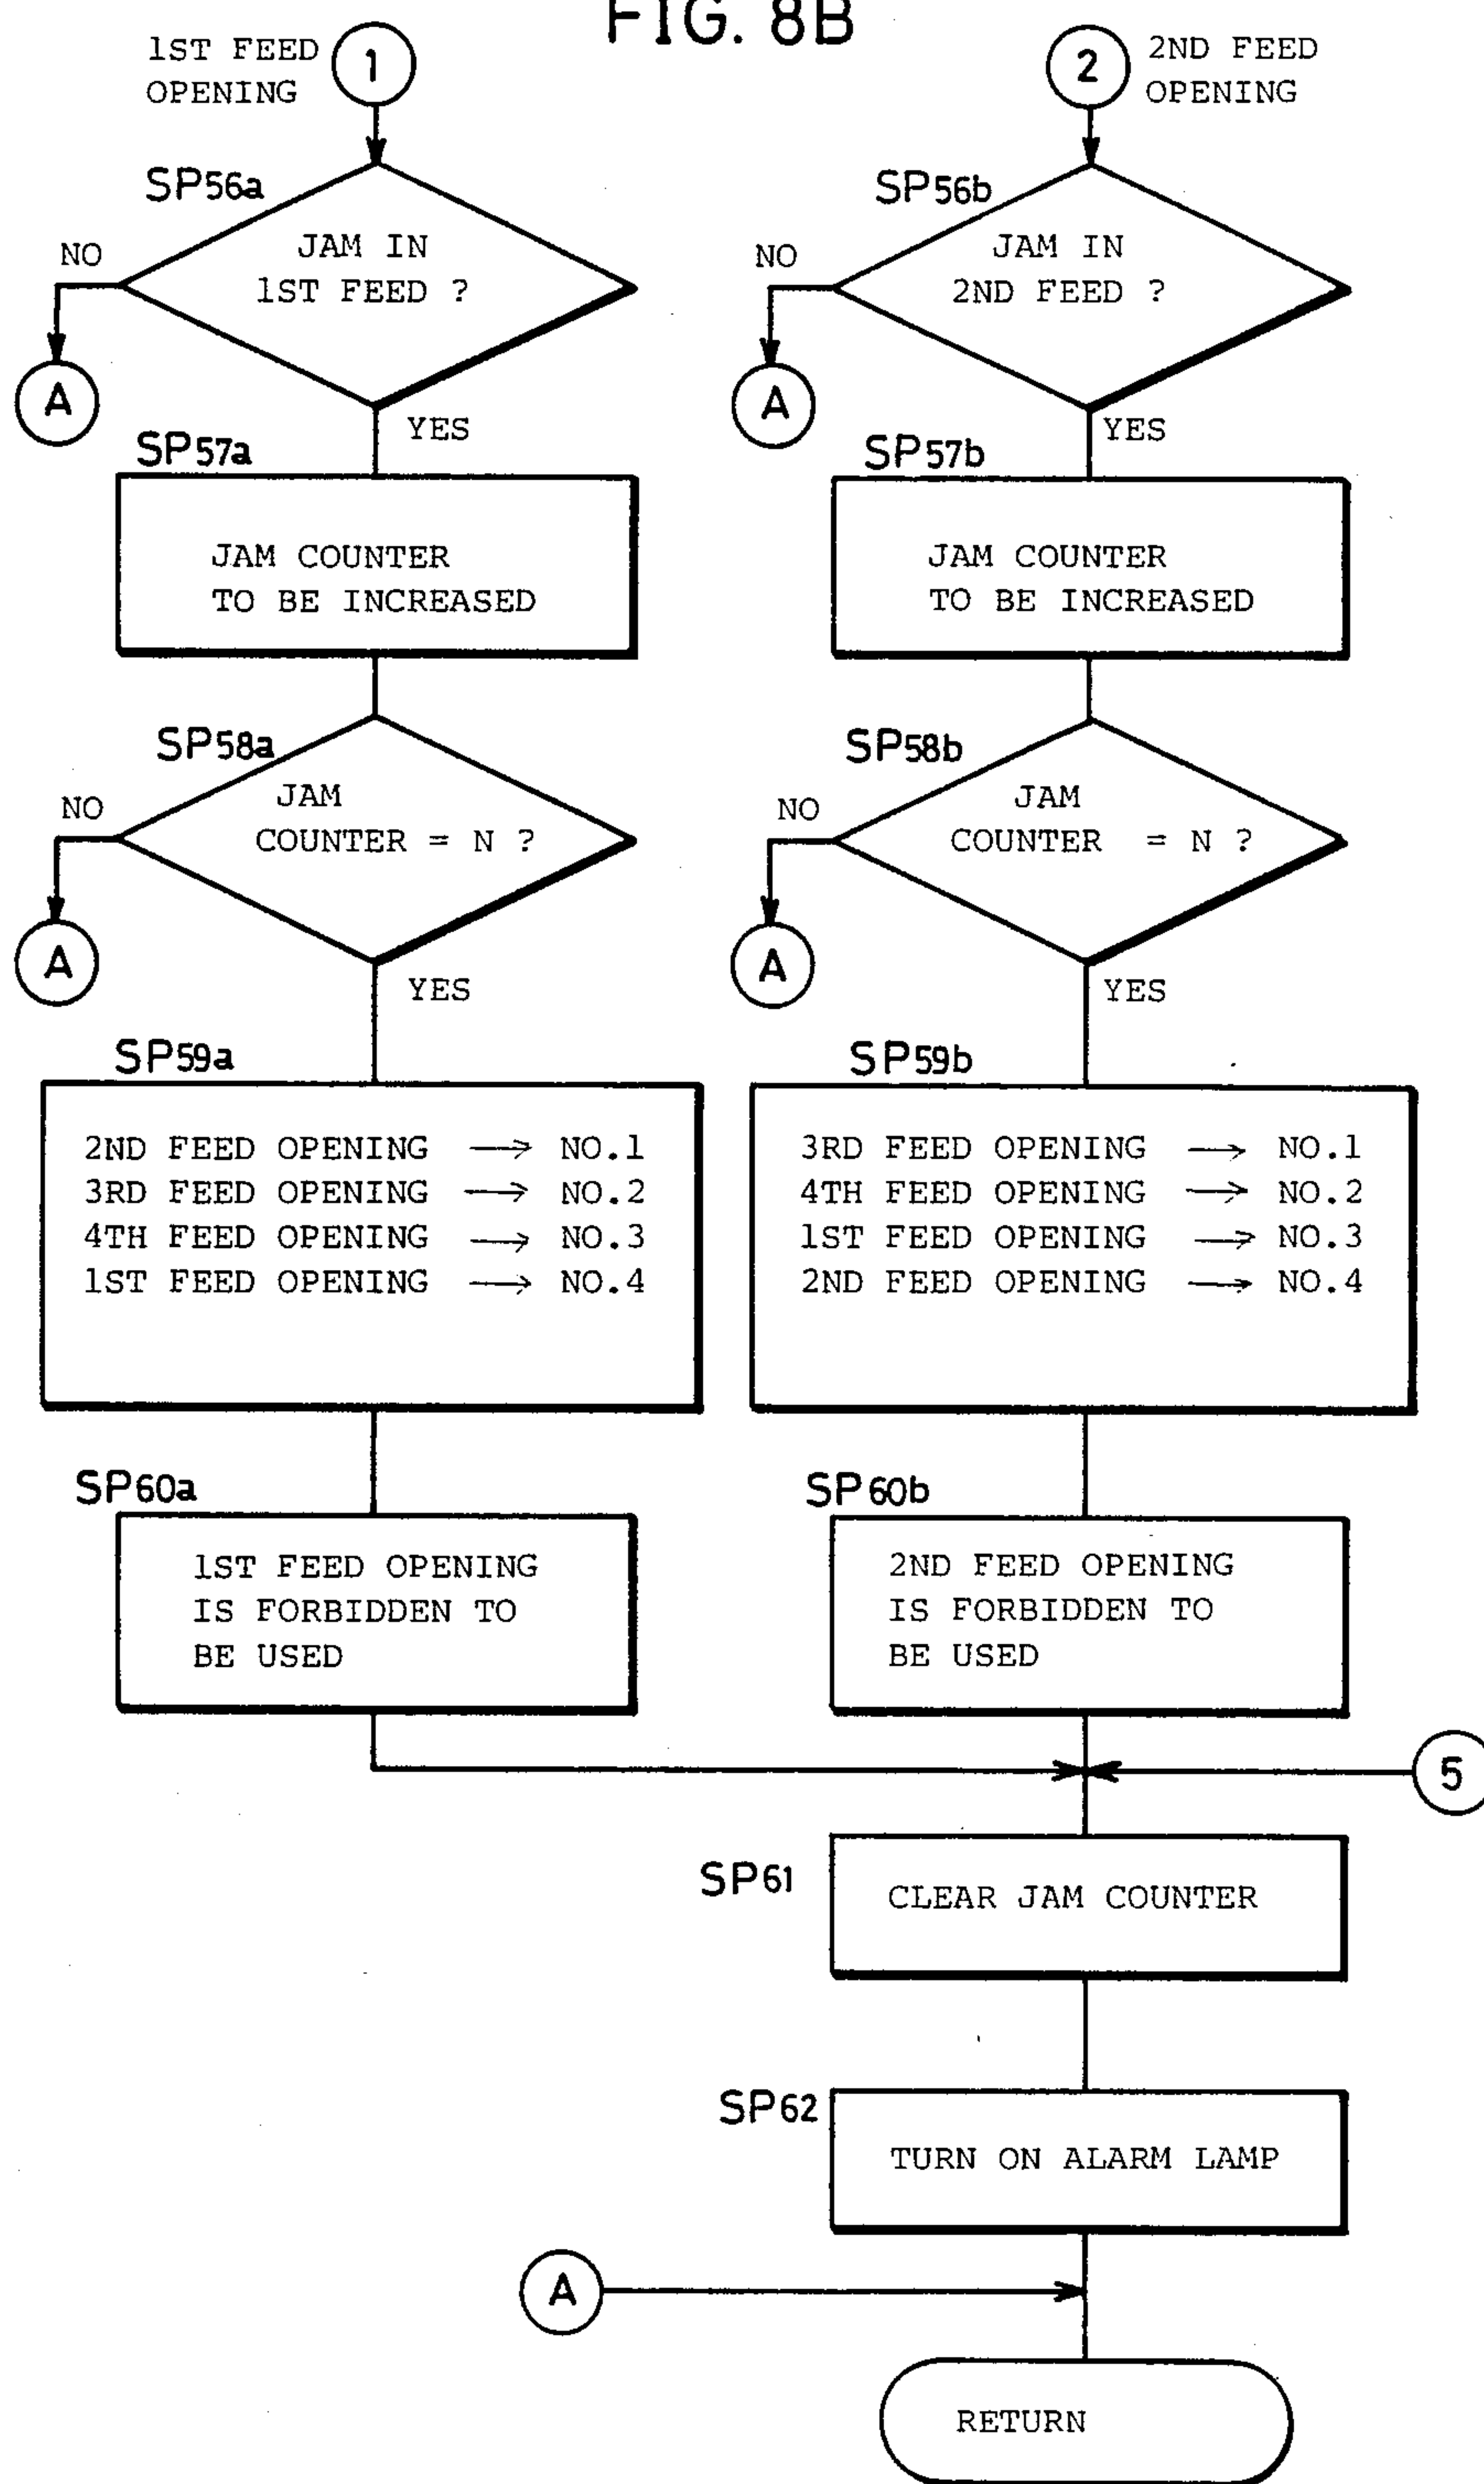 FIG. 8B
1ST FEED
OPENING
1
SP56a
JAM IN
1ST FEED ?
NO
A
YES
SP57a
JAM COUNTER
TO BE INCREASED
SP58a
JAM
COUNTER = N ?
NO
A
YES
SP59a
2ND FEED OPENING → NO.1
3RD FEED OPENING → NO.2
4TH FEED OPENING → NO.3
1ST FEED OPENING → NO.4
SP60a
1ST FEED OPENING
IS FORBIDDEN TO
BE USED
2
2ND FEED
OPENING
SP56b
JAM IN
2ND FEED ?
NO
A
YES
SP57b
JAM COUNTER
TO BE INCREASED
SP58b
JAM
COUNTER = N ?
NO
A
YES
SP59b
3RD FEED OPENING → NO.1
4TH FEED OPENING → NO.2
1ST FEED OPENING → NO.3
2ND FEED OPENING → NO.4
SP60b
2ND FEED OPENING
IS FORBIDDEN TO
BE USED
5
SP61
CLEAR JAM COUNTER
SP62
TURN ON ALARM LAMP
A
RETURN